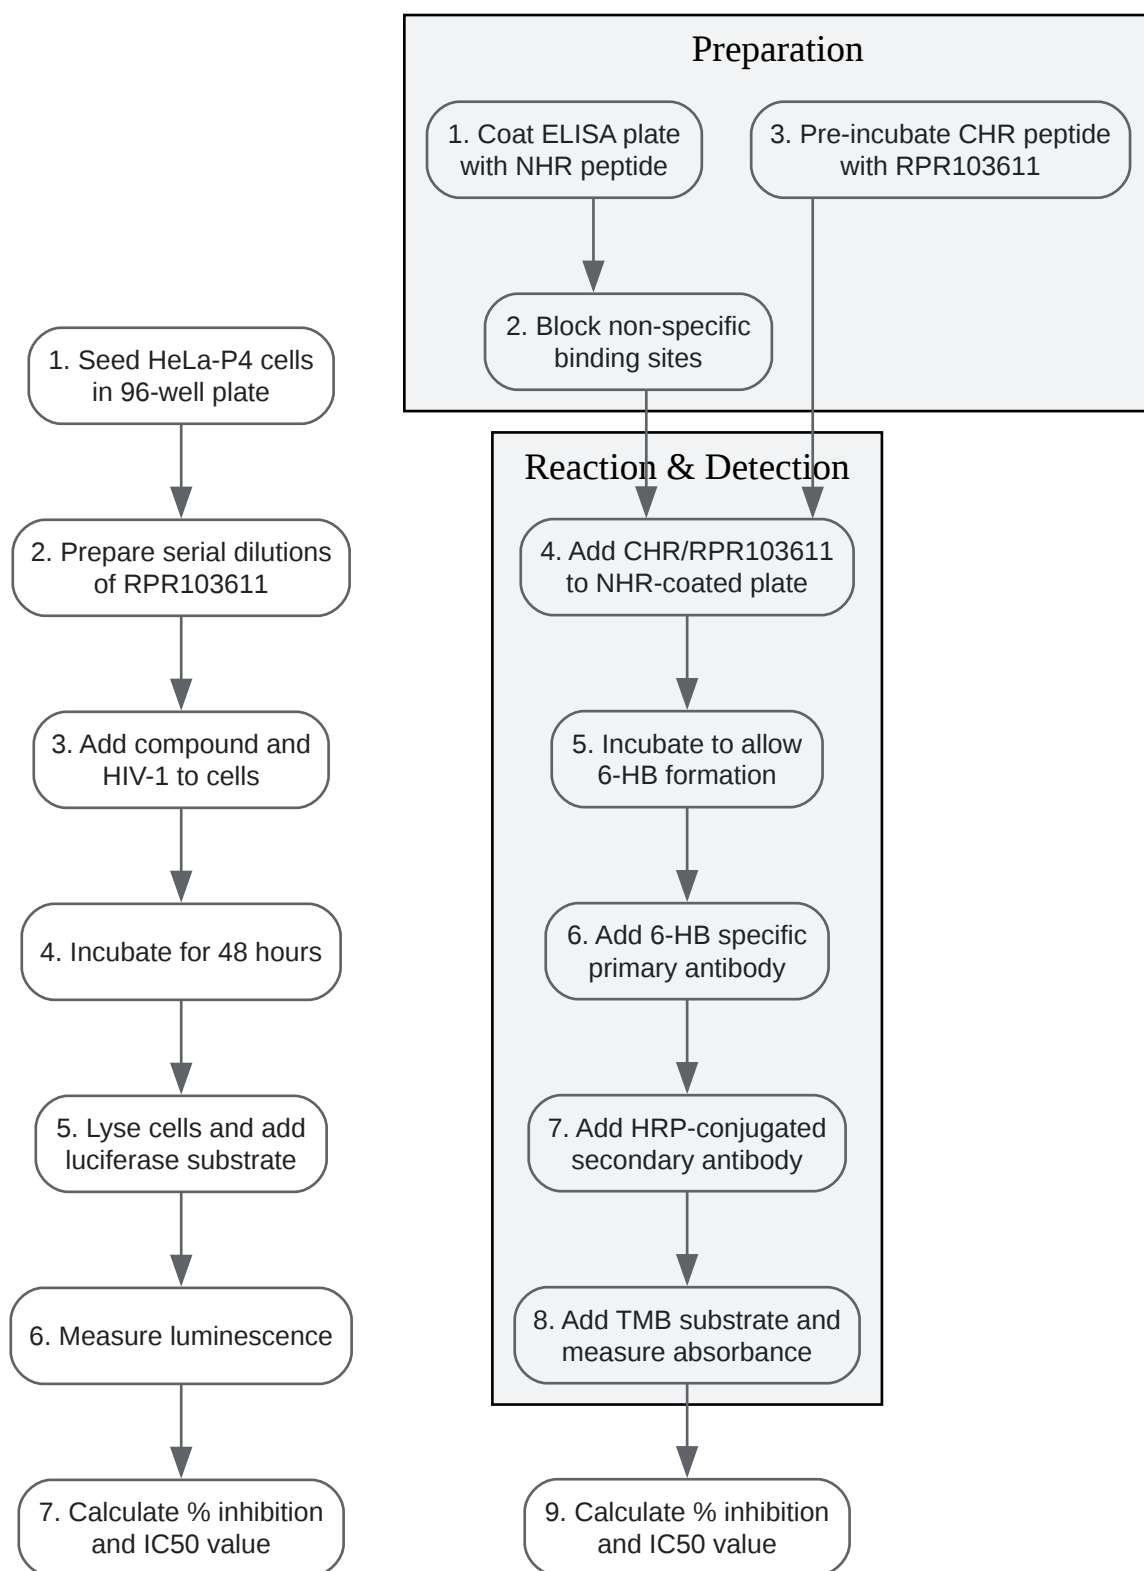 1. Seed HeLa-P4 cells
in 96-well plate
2. Prepare serial dilutions
of RPR103611
3. Add compound and
HIV-1 to cells
4. Incubate for 48 hours
5. Lyse cells and add
luciferase substrate
6. Measure luminescence
7. Calculate % inhibition
and IC50 value
Preparation
1. Coat ELISA plate
with NHR peptide
3. Pre-incubate CHR peptide
with RPR103611
2. Block non-specific
binding sites
Reaction & Detection
4. Add CHR/RPR103611
to NHR-coated plate
5. Incubate to allow
6-HB formation
6. Add 6-HB specific
primary antibody
7. Add HRP-conjugated
secondary antibody
8. Add TMB substrate and
measure absorbance
9. Calculate % inhibition
and IC50 value